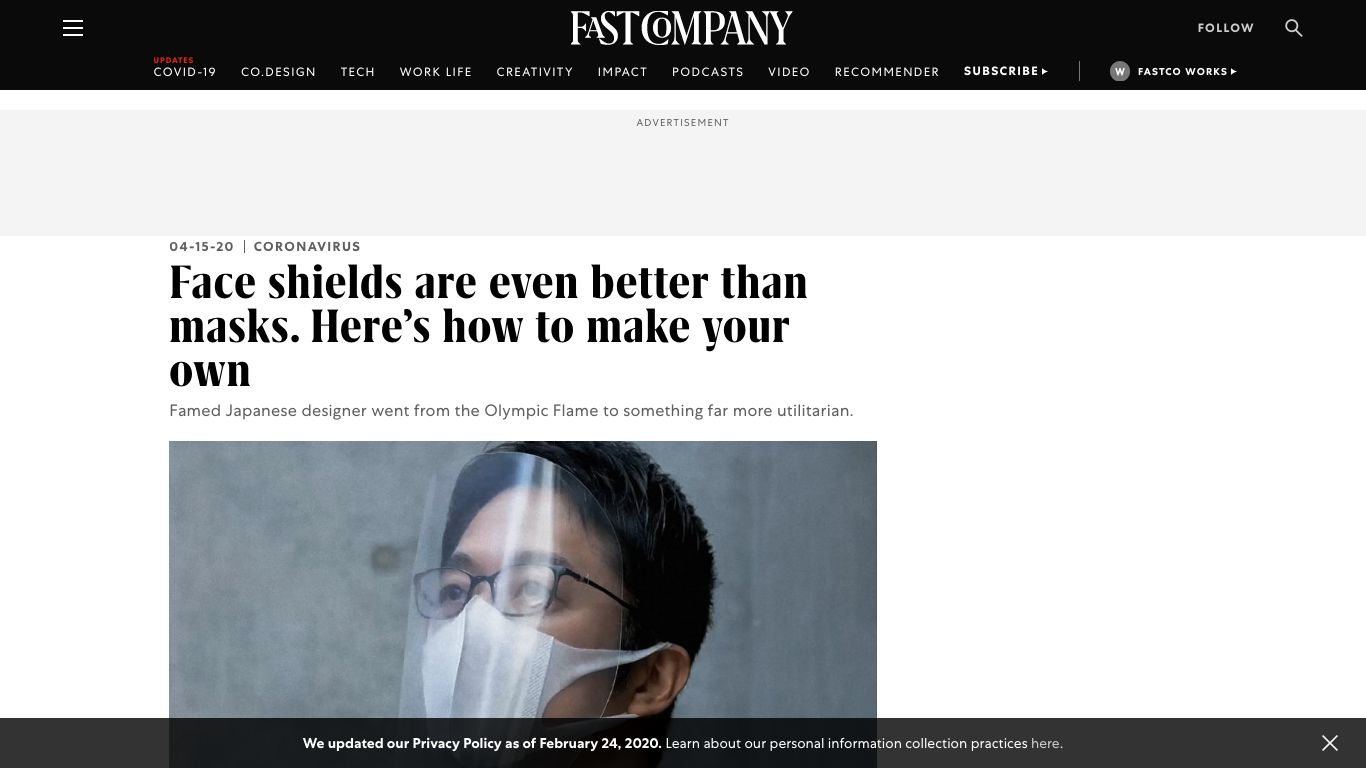 FAST COMPANY
FOLLOW
UPDATES
COVID-19 CO.DESIGN TECH WORK LIFE CREATIVITY IMPACT PODCASTS VIDEO RECOMMENDER SUBSCRIBE W FASTCO WORKS
ADVERTISEMENT
04-15-20 | CORONAVIRUS
Face shields are even better than
masks. Here’s how to make your
own
Famed Japanese designer went from the Olympic Flame to something far more utilitarian.
We updated our Privacy Policy as of February 24, 2020. Learn about our personal information collection practices here.